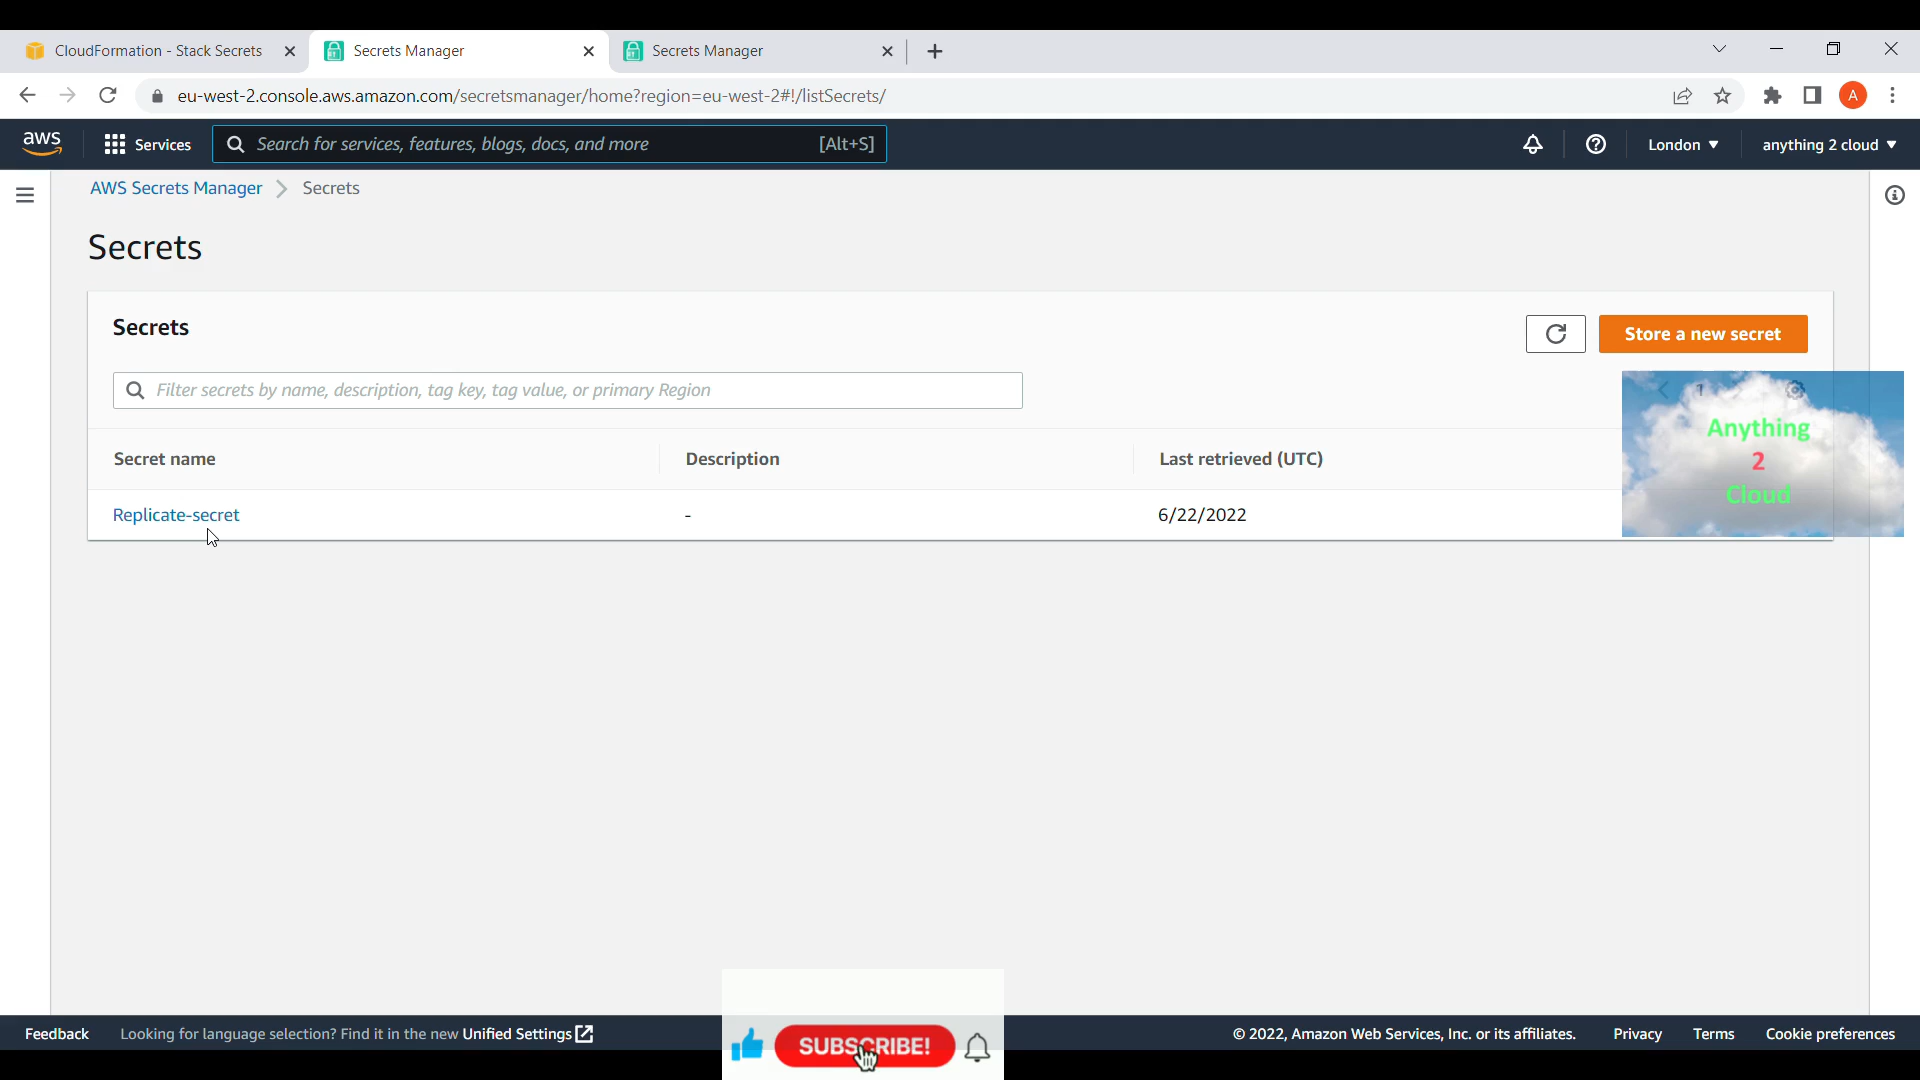 CloudFormation - Stack Secrets
Secrets Manager
Secrets Manager
eu-west-2.console.aws.amazon.com/secretsmanager/home?region=eu-west-2#!/listSecrets/
A
aws
Services
Search for services, features, blogs, docs, and more
[Alt+S]
London
anything 2 cloud
AWS Secrets Manager
Secrets
Secrets
Secrets
Store a new secret
Filter secrets by name, description, tag key, tag value, or primary Region
1
Anything
2
Cloud
Secret name
Description
Last retrieved (UTC)
Replicate-secret
-
6/22/2022
Feedback
Looking for language selection? Find it in the new Unified Settings
SUBSCRIBE!
© 2022, Amazon Web Services, Inc. or its affiliates.
Privacy
Terms
Cookie preferences